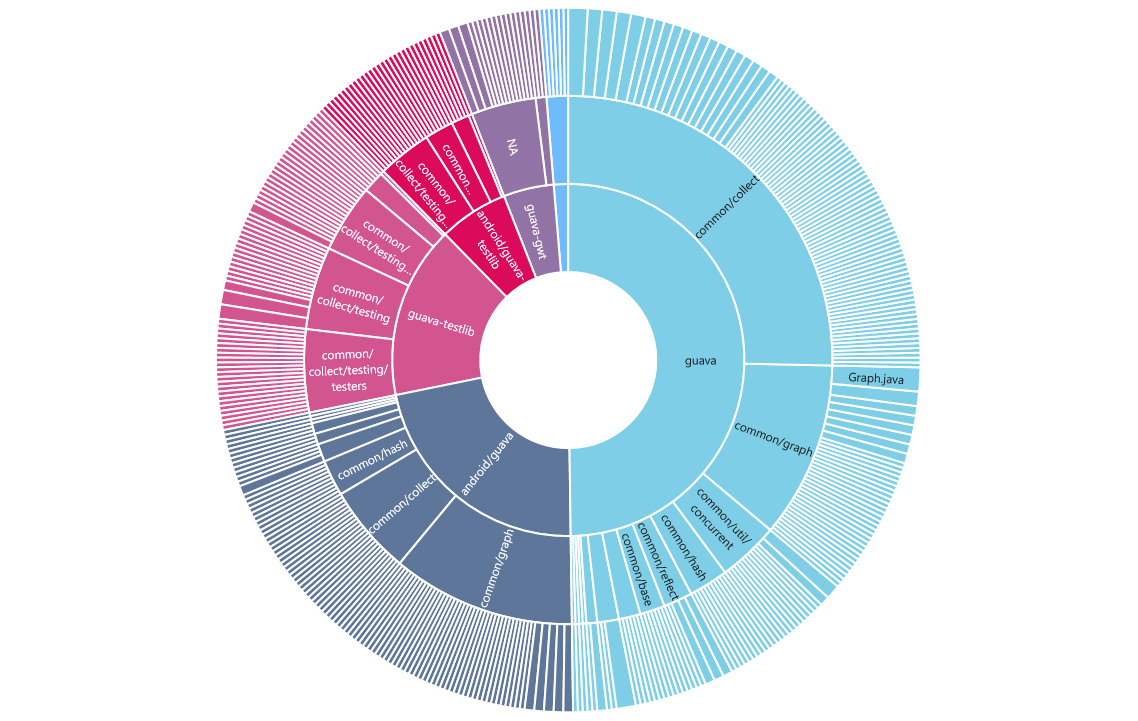 guava
common/collect
Graph.java
common/graph
common/util/
concurrent
common/hash
common/reflect
common/base
android/guava
common/graph
common/collect
common/hash
guava-testlib
common/
collect/testing/
testers
common/
collect/testing
common/
collect/testing...
android/guava-
testlib
common/
collect/testing...
common...
guava-gwt
NA